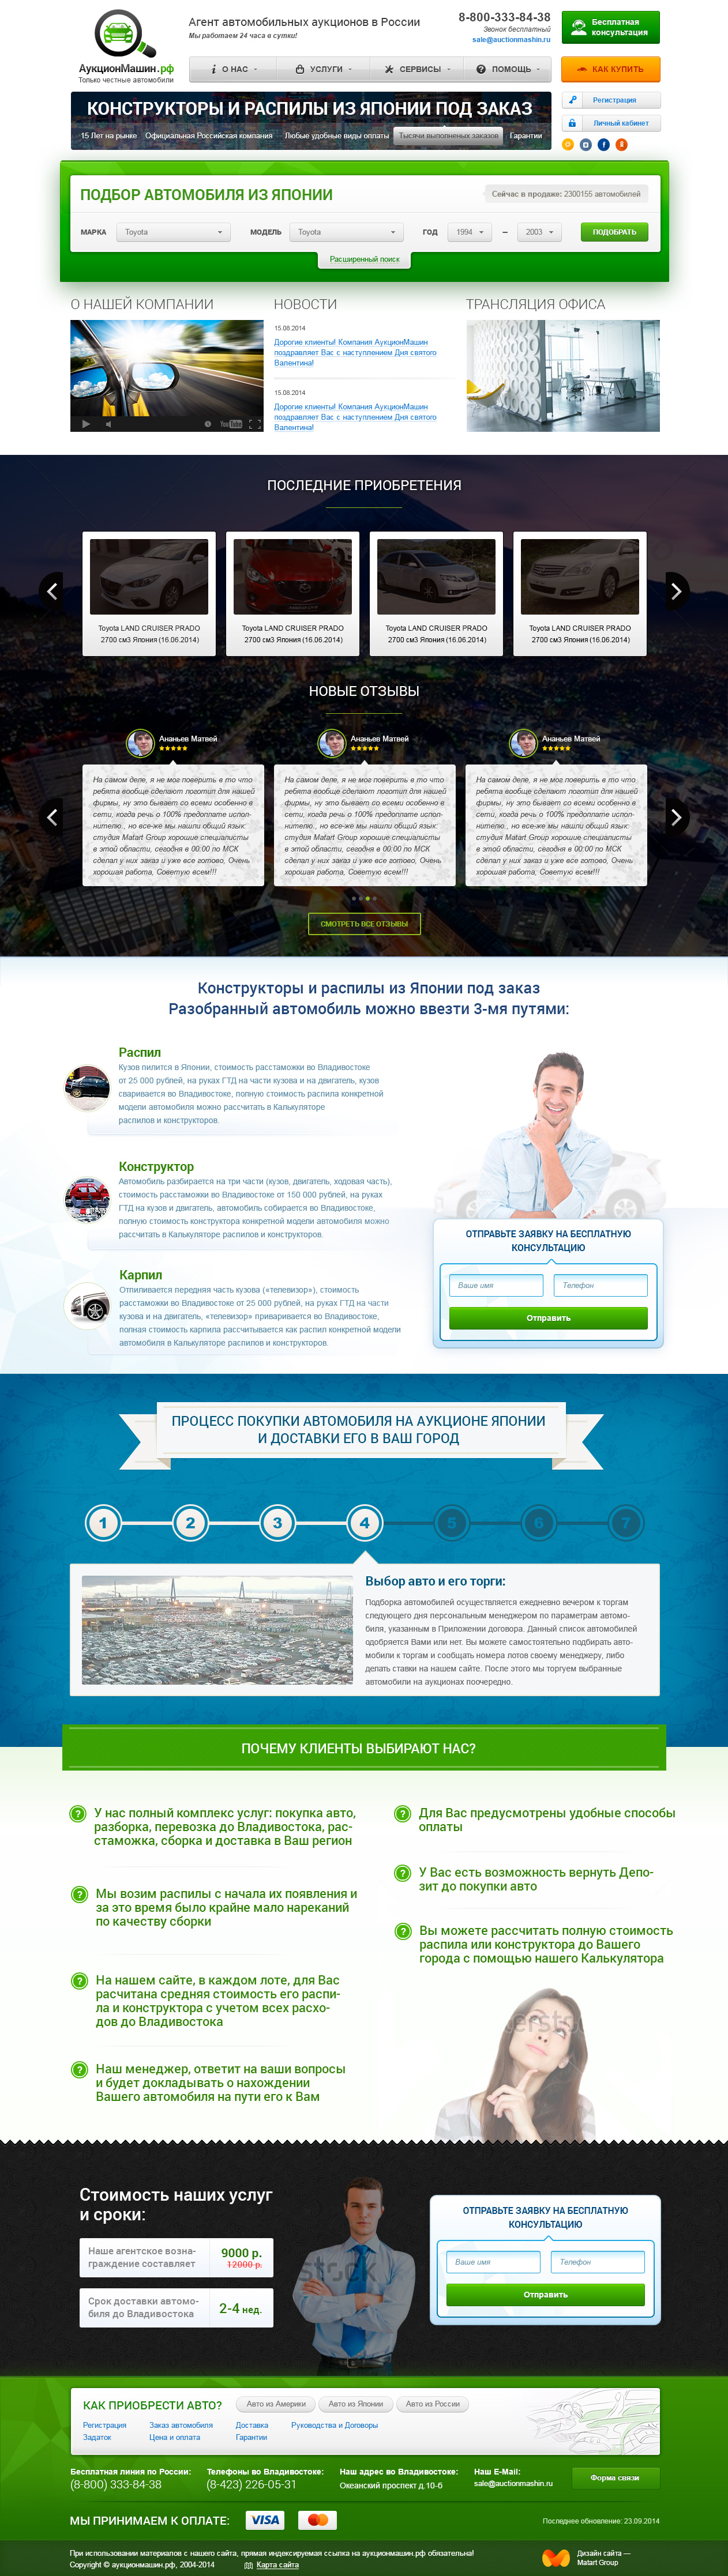 Агент автомобильных аукционов в России
Мы работаем 24 часа в сутки!
8-800-333-84-38
Звонок бесплатный
sale@auctionmashin.ru
Бесплатная
консультация
АукционМашин.рф
Только честные автомобили
О НАС
УСЛУГИ
СЕРВИСЫ
ПОМОЩЬ
КАК КУПИТЬ
КОНСТРУКТОРЫ И РАСПИЛЫ ИЗ ЯПОНИИ ПОД ЗАКАЗ
15 Лет на рынке Официальная Российская компания Любые удобные виды оплаты Тысячи выполненых заказов Гарантии
Регистрация
Личный кабинет
ПОДБОР АВТОМОБИЛЯ ИЗ ЯПОНИИ
Сейчас в продаже: 2300155 автомобилей
МАРКА Toyota МОДЕЛЬ Toyota ГОД 1994 – 2003 ПОДОБРАТЬ
Расширенный поиск
О НАШЕЙ КОМПАНИИ
You Tube
НОВОСТИ
15.08.2014
Дорогие клиенты! Компания АукционМашин
поздравляет Вас с наступлением Дня святого
Валентина!
15.08.2014
Дорогие клиенты! Компания АукционМашин
поздравляет Вас с наступлением Дня святого
Валентина!
ТРАНСЛЯЦИЯ ОФИСА
ПОСЛЕДНИЕ ПРИОБРЕТЕНИЯ
Toyota LAND CRUISER PRADO
2700 см3 Япония (16.06.2014)
Toyota LAND CRUISER PRADO
2700 см3 Япония (16.06.2014)
Toyota LAND CRUISER PRADO
2700 см3 Япония (16.06.2014)
Toyota LAND CRUISER PRADO
2700 см3 Япония (16.06.2014)
НОВЫЕ ОТЗЫВЫ
Ананьев Матвей
На самом деле, я не мог поверить в то что
ребята вообще сделают логотип для нашей
фирмы, ну это бывает со всеми особенно в
сети, когда речь о 100% предоплате испол-
нителю., но все-же мы нашли общий язык:
студия Matart Group хорошие специалисты
в этой области, сегодня в 00:00 по МСК
сделал у них заказ и уже все готово, Очень
хорошая работа, Советую всем!!!
Ананьев Матвей
На самом деле, я не мог поверить в то что
ребята вообще сделают логотип для нашей
фирмы, ну это бывает со всеми особенно в
сети, когда речь о 100% предоплате испол-
нителю., но все-же мы нашли общий язык:
студия Matart Group хорошие специалисты
в этой области, сегодня в 00:00 по МСК
сделал у них заказ и уже все готово, Очень
хорошая работа, Советую всем!!!
Ананьев Матвей
На самом деле, я не мог поверить в то что
ребята вообще сделают логотип для нашей
фирмы, ну это бывает со всеми особенно в
сети, когда речь о 100% предоплате испол-
нителю., но все-же мы нашли общий язык:
студия Matart Group хорошие специалисты
в этой области, сегодня в 00:00 по МСК
сделал у них заказ и уже все готово, Очень
хорошая работа, Советую всем!!!
СМОТРЕТЬ ВСЕ ОТЗЫВЫ
Конструкторы и распилы из Японии под заказ
Разобранный автомобиль можно ввезти 3-мя путями:
Распил
Кузов пилится в Японии, стоимость расстаможки во Владивостоке
от 25 000 рублей, на руках ГТД на части кузова и на двигатель, кузов
сваривается во Владивостоке, полную стоимость распила конкретной
модели автомобиля можно рассчитать в Калькуляторе
распилов и конструкторов.
Конструктор
Автомобиль разбирается на три части (кузов, двигатель, ходовая часть),
стоимость расстаможки во Владивостоке от 150 000 рублей, на руках
ГТД на кузов и двигатель, автомобиль собирается во Владивостоке,
полную стоимость конструктора конкретной модели автомобиля можно
рассчитать в Калькуляторе распилов и конструкторов.
Карпил
Отпиливается передняя часть кузова («телевизор»), стоимость
расстаможки во Владивостоке от 25 000 рублей, на руках ГТД на части
кузова и на двигатель, «телевизор» приваривается во Владивостоке,
полная стоимость карпила рассчитывается как распил конкретной модели
автомобиля в Калькуляторе распилов и конструкторов.
ОТПРАВЬТЕ ЗАЯВКУ НА БЕСПЛАТНУЮ
КОНСУЛЬТАЦИЮ
Ваше имя
Телефон
Отправить
ПРОЦЕСС ПОКУПКИ АВТОМОБИЛЯ НА АУКЦИОНЕ ЯПОНИИ
И ДОСТАВКИ ЕГО В ВАШ ГОРОД
1 2 3 4 5 6 7
Выбор авто и его торги:
Подборка автомобилей осуществляется ежедневно вечером к торгам
следующего дня персональным менеджером по параметрам автомо-
биля, указанным в Приложении договора. Данный список автомобилей
одобряется Вами или нет. Вы можете самостоятельно подбирать авто-
мобили к торгам и сообщать номера лотов своему менеджеру, либо
делать ставки на нашем сайте. После этого мы торгуем выбранные
автомобили на аукционах поочередно.
ПОЧЕМУ КЛИЕНТЫ ВЫБИРАЮТ НАС?
У нас полный комплекс услуг: покупка авто,
разборка, перевозка до Владивостока, рас-
стаможка, сборка и доставка в Ваш регион
Мы возим распилы с начала их появления и
за это время было крайне мало нареканий
по качеству сборки
На нашем сайте, в каждом лоте, для Вас
расчитана средняя стоимость его распи-
ла и конструктора с учетом всех расхо-
дов до Владивостока
Наш менеджер, ответит на ваши вопросы
и будет докладывать о нахождении
Вашего автомобиля на пути его к Вам
Для Вас предусмотрены удобные способы
оплаты
У Вас есть возможность вернуть Депо-
зит до покупки авто
Вы можете рассчитать полную стоимость
распила или конструктора до Вашего
города с помощью нашего Калькулятора
Стоимость наших услуг
и сроки:
Наше агентское возна-
граждение составляет
9000 р.
12000 р.
Срок доставки автомо-
биля до Владивостока
2-4 нед.
ОТПРАВЬТЕ ЗАЯВКУ НА БЕСПЛАТНУЮ
КОНСУЛЬТАЦИЮ
Ваше имя
Телефон
Отправить
КАК ПРИОБРЕСТИ АВТО?
Авто из Америки
Авто из Японии
Авто из России
Регистрация Заказ автомобиля Доставка Руководства и Договоры
Задаток Цена и оплата Гарантии
Бесплатная линия по России:
(8-800) 333-84-38
Телефоны во Владивостоке:
(8-423) 226-05-31
Наш адрес во Владивостоке:
Океанский проспект д.10-б
Наш E-Mail:
sale@auctionmashin.ru
Форма связи
МЫ ПРИНИМАЕМ К ОПЛАТЕ:
VISA
Последнее обновление: 23.09.2014
При использовании материалов с нашего сайта, прямая индексируемая ссылка на аукционмашин.рф обязательна!
Copyright © аукционмашин.рф, 2004-2014
Карта сайта
Дизайн сайта —
Matart Group